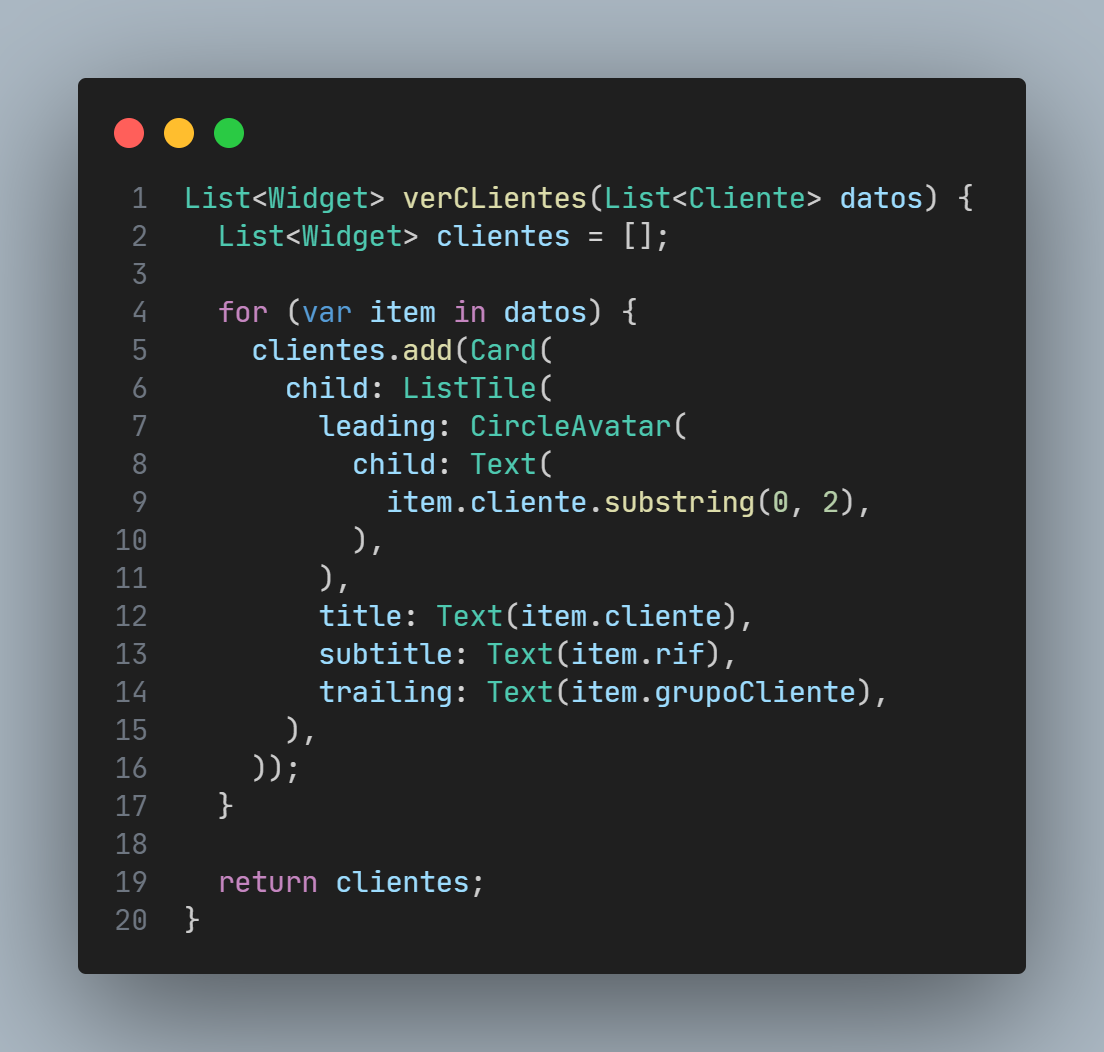 1 List<Widget> verCLientes(List<Cliente> datos) {
2   List<Widget> clientes = [];
3
4   for (var item in datos) {
5     clientes.add(Card(
6       child: ListTile(
7         leading: CircleAvatar(
8           child: Text(
9             item.cliente.substring(0, 2),
10           ),
11         ),
12         title: Text(item.cliente),
13         subtitle: Text(item.rif),
14         trailing: Text(item.grupoCliente),
15       ),
16     ));
17   }
18
19   return clientes;
20 }